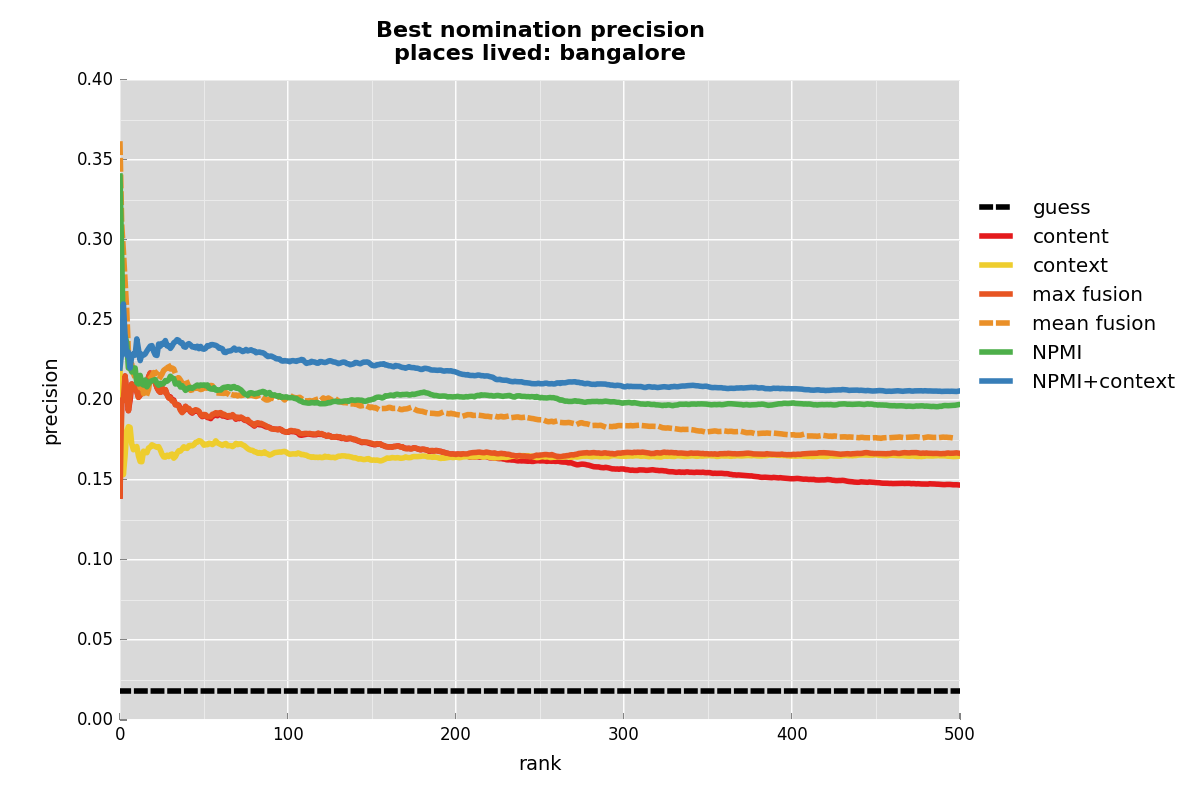 Best nomination precision
places lived: bangalore
precision
0.40
0.35
0.30
0.25
0.20
0.15
0.10
0.05
0.00
0 100 200 300 400 500
rank
guess
content
context
max fusion
mean fusion
NPMI
NPMI+context